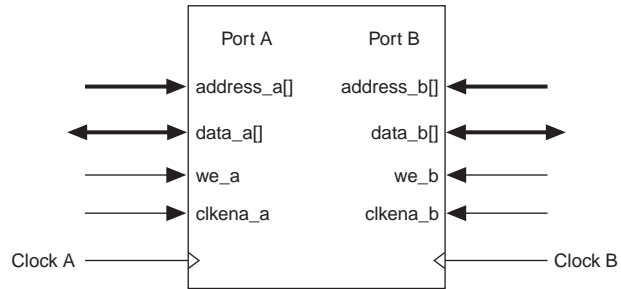 Port A Port B
address_a[] address_b[]
data_a[] data_b[]
we_a we_b
clkena_a clkena_b
Clock A Clock B